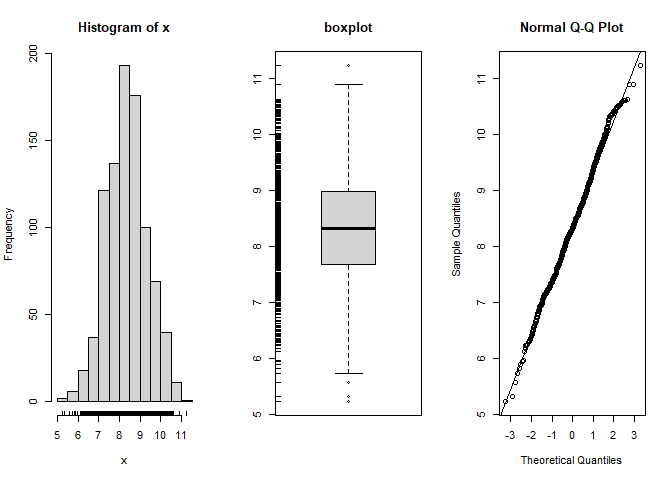 Histogram of x
Frequency
200
150
100
50
0
5 6 7 8 9 10 11
x
boxplot
11
10
9
8
7
6
5
Normal Q-Q Plot
Sample Quantiles
11
10
9
8
7
6
5
-3 -2 -1 0 1 2 3
Theoretical Quantiles